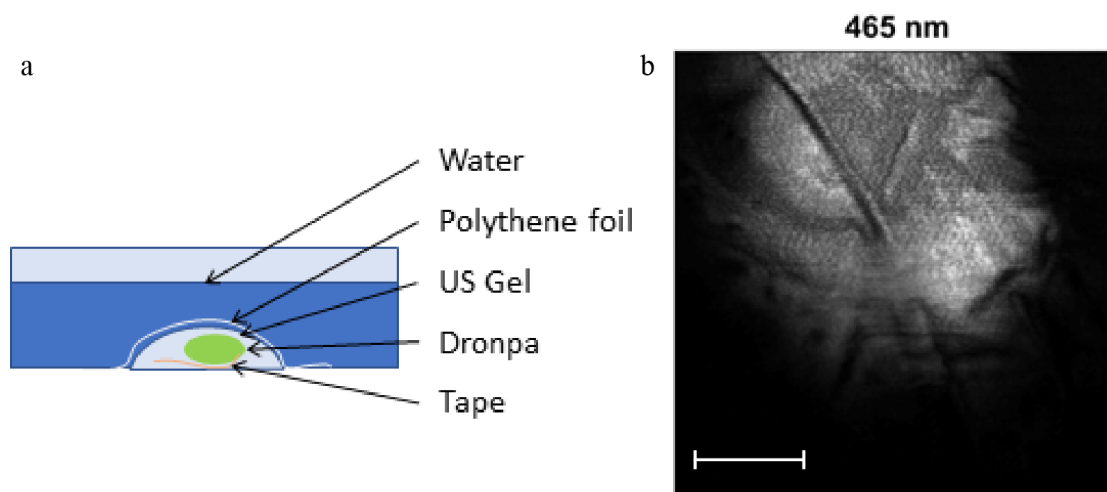 a
Water
Polythene foil
US Gel
Dronpa
Tape
b
465 nm